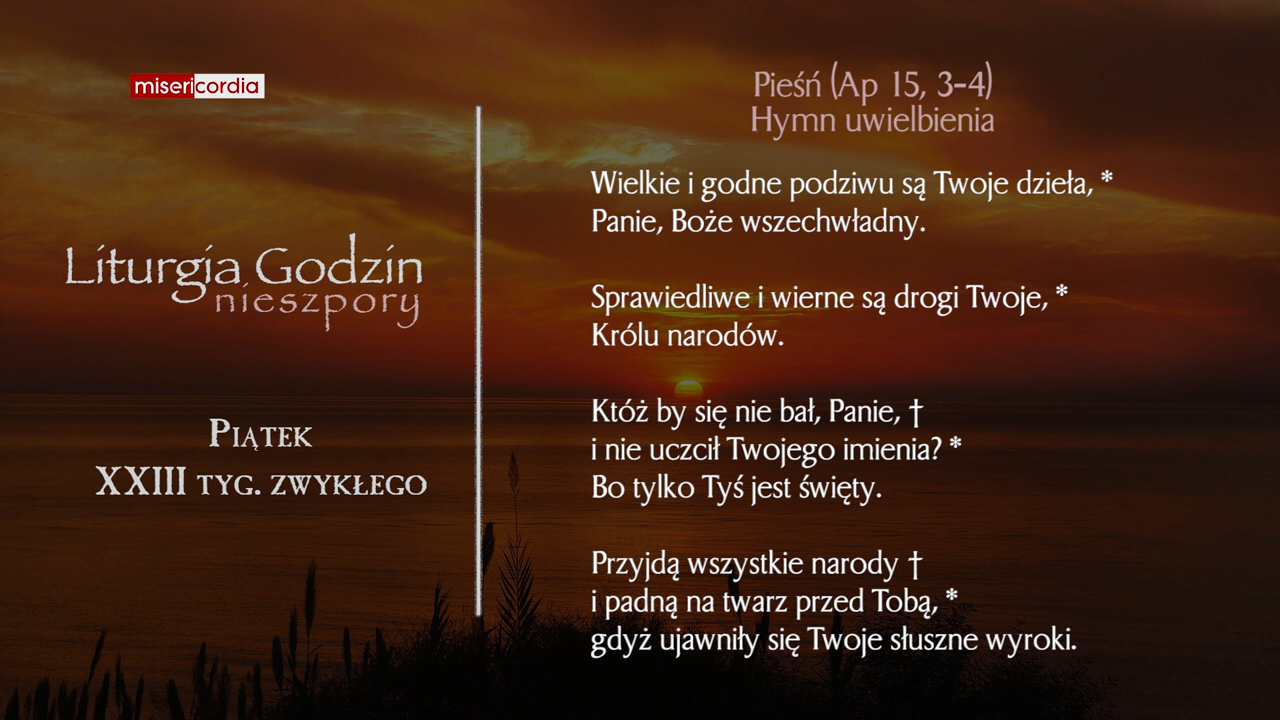 misericordia
Liturgia Godzin
nieszpory
Piątek
XXIII tyg. zwykłego
Pieśń (Ap 15, 3-4)
Hymn uwielbienia
Wielkie i godne podziwu są Twoje dzieła, *
Panie, Boże wszechwładny.
Sprawiedliwe i wierne są drogi Twoje, *
Królu narodów.
Któż by się nie bał, Panie, †
i nie uczcił Twojego imienia? *
Bo tylko Tyś jest święty.
Przyjdą wszystkie narody †
i padną na twarz przed Tobą, *
gdyż ujawniły się Twoje słuszne wyroki.